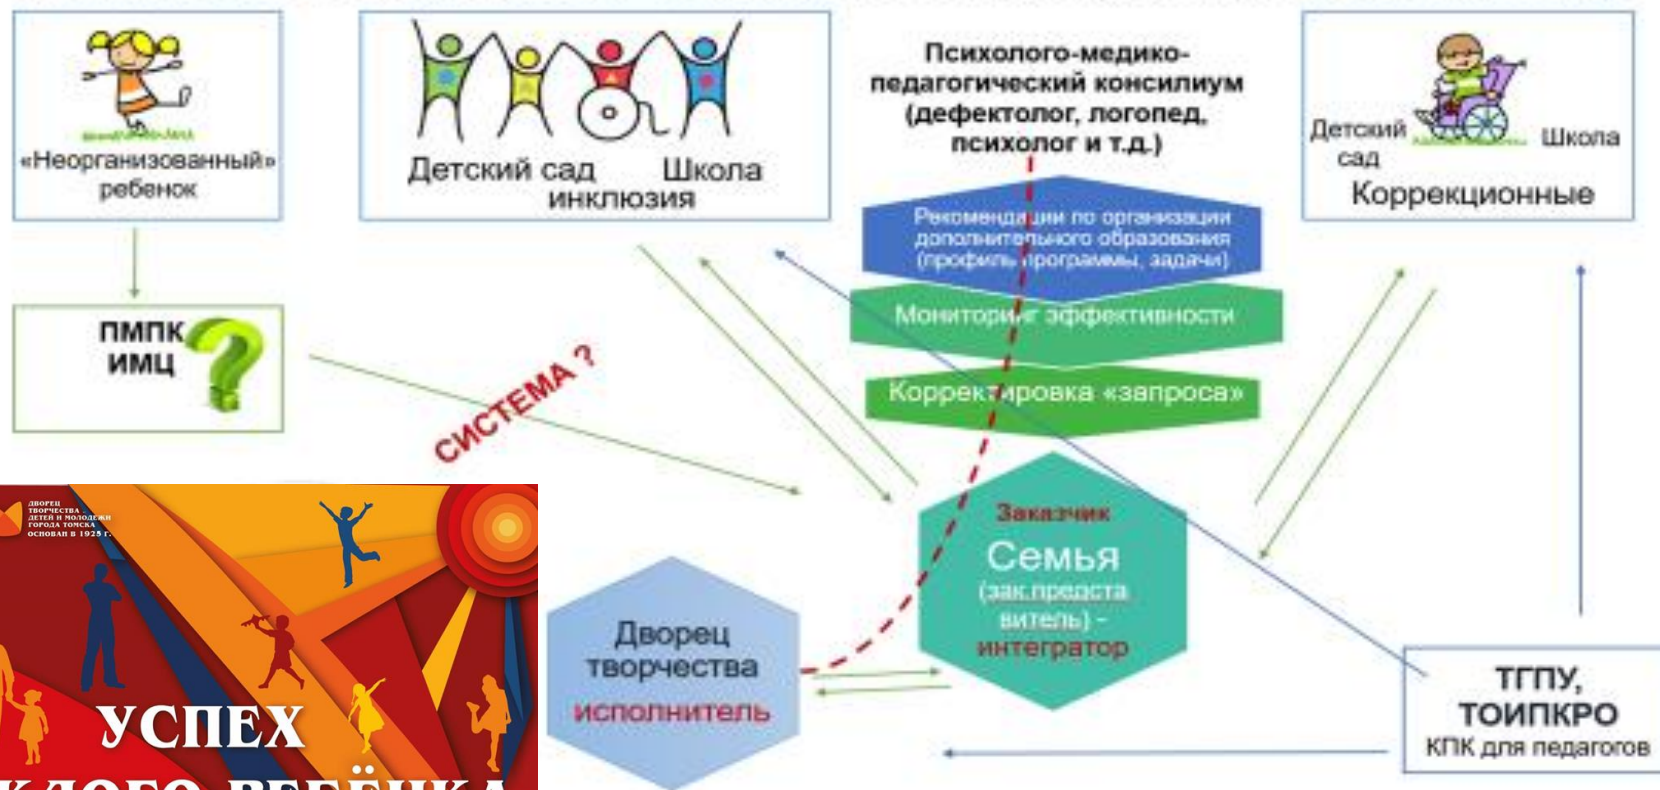 «Неорганизованный»
ребенок
Детский сад Школа
инклюзия
Психолого-медико-
педагогический консилиум
(дефектолог, логопед,
психолог и т.д.)
Детский
сад
Школа
Коррекционные
Рекомендации по организации
дополнительного образования
(профиль программы, задачи)
Мониторинг эффективности
Корректировка «запроса»
ПМПК
ИМЦ
СИСТЕМА ?
Заказчик
Семья
(зак.предста
витель) -
интегратор
Дворец
творчества
исполнитель
ТГПУ,
ТОИПКРО
КПК для педагогов
ДВОРЕЦ
ТВОРЧЕСТВА
ДЕТЕЙ И МОЛОДЕЖИ
ГОРОДА ТОМСКА
ОСНОВАН В 1925 Г.
УСПЕХ
РЕБЁНКА